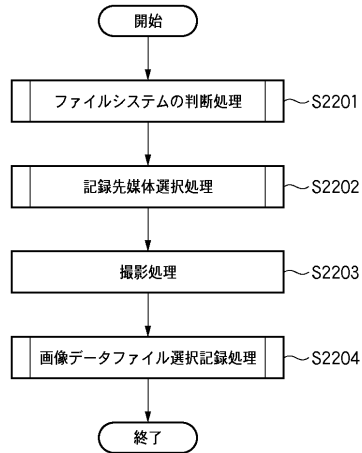 開始
ファイルシステムの判断処理 S2201
記録先媒体選択処理 S2202
撮影処理 S2203
画像データファイル選択記録処理 S2204
終了